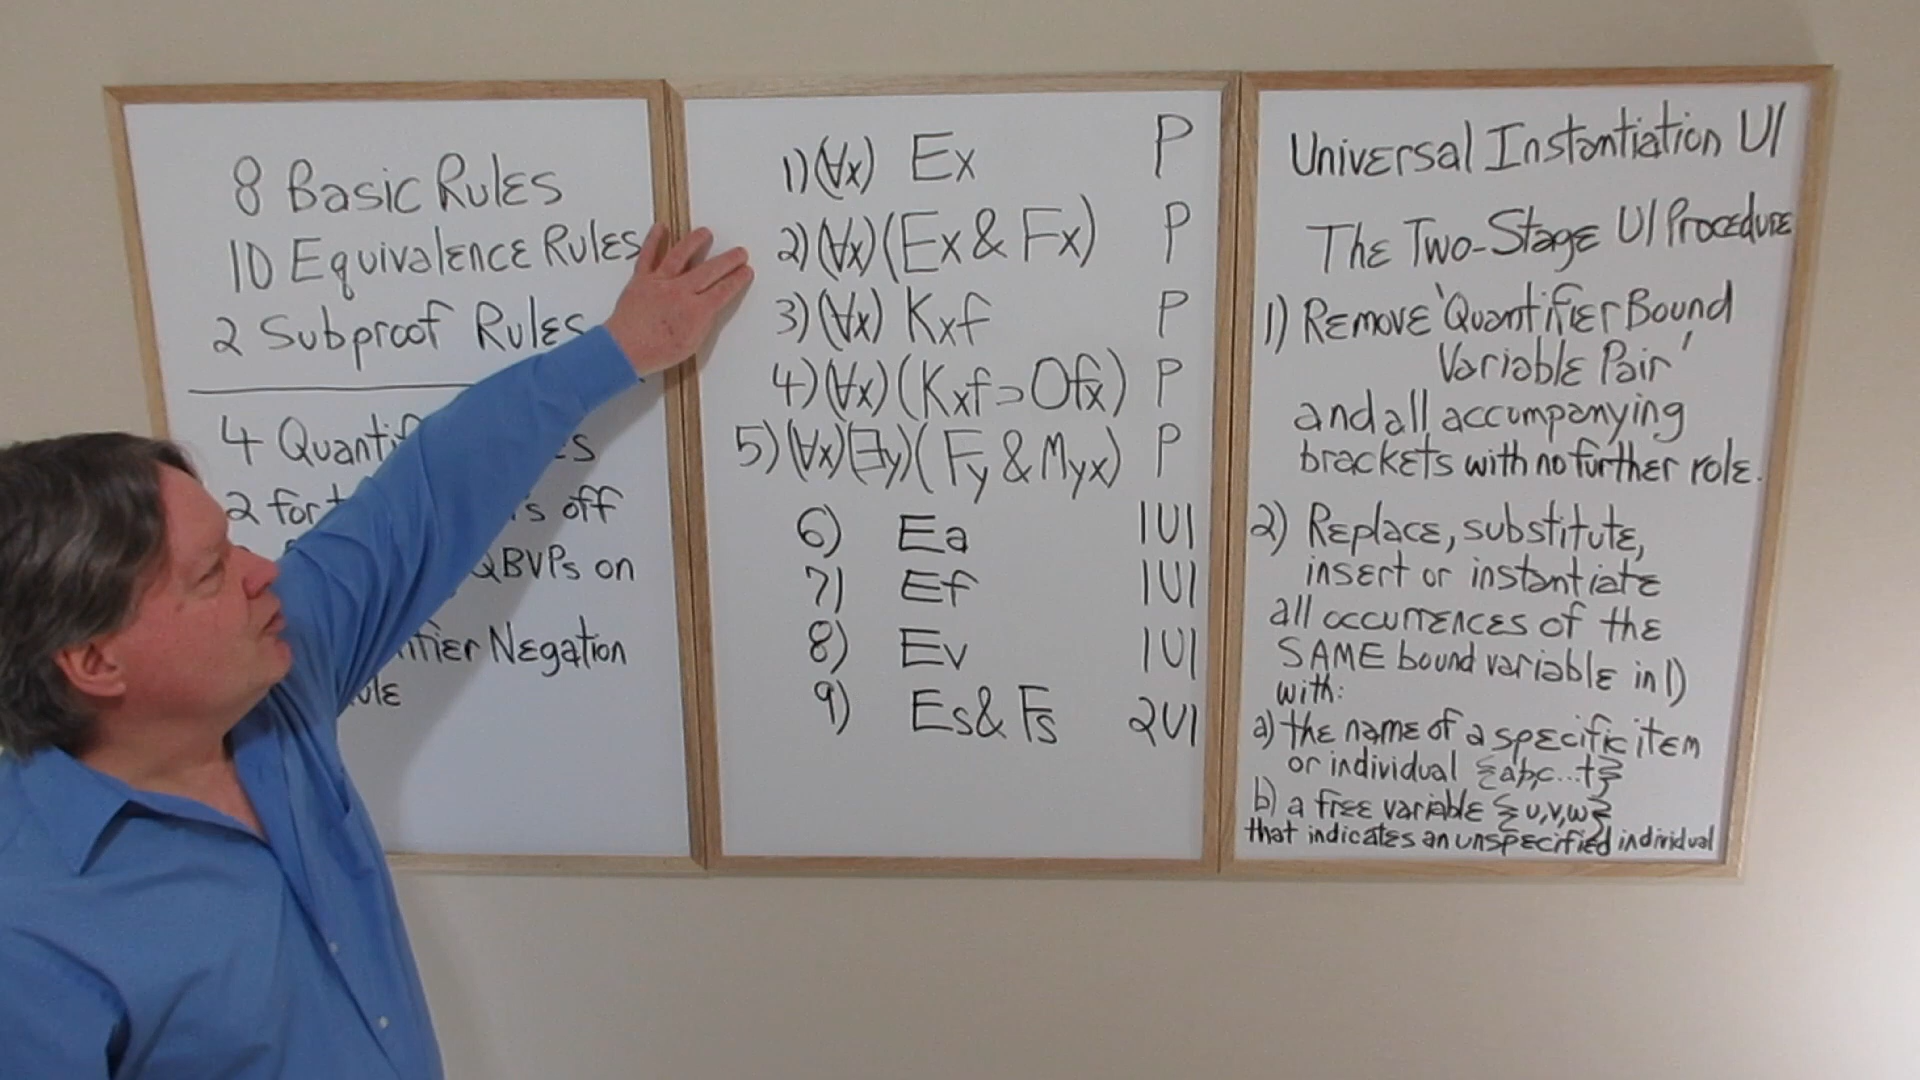 8 Basic Rules
10 Equivalence Rules
2 Subproof Rules
4
2 for off
QBVPs on
Negation
1) (∀x) Ex P
2) (∀x) (Ex & Fx) P
3) (∀x) Kxf P
4) (∀x) (Kxf ⊃ Ofx) P
5) (∀x)(∃y)(Fy & Myx) P
6) Ea 1UI
7) Ef 1UI
8) Ev 1UI
9) Es & Fs 2UI
Universal Instantiation UI
The Two-Stage UI Procedure
1) Remove 'Quantifier Bound
Variable Pair'
and all accompanying
brackets with no further role.
2) Replace, substitute,
insert or instantiate
all occurrences of the
SAME bound variable in 1)
with:
a) the name of a specific item
or individual {a,b,c...t}
b) a free variable {u,v,w}
that indicates an unspecified individual